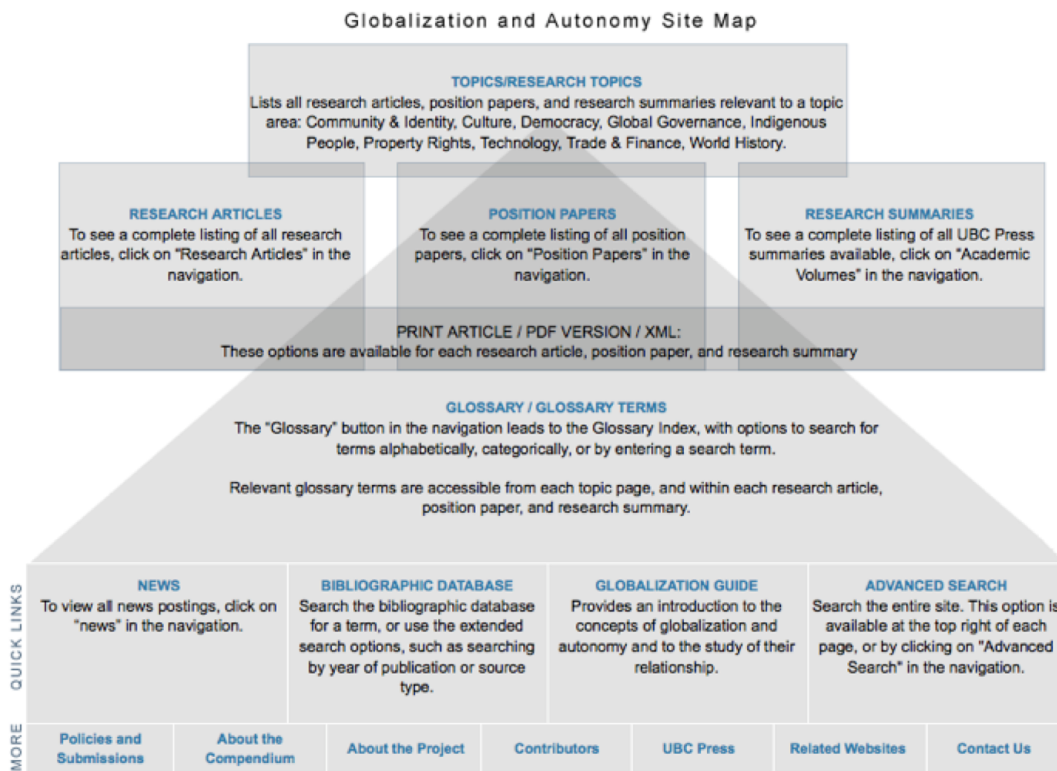 Globalization and Autonomy Site Map
TOPICS/RESEARCH TOPICS
Lists all research articles, position papers, and research summaries relevant to a topic
area: Community & Identity, Culture, Democracy, Global Governance, Indigenous
People, Property Rights, Technology, Trade & Finance, World History.
RESEARCH ARTICLES
To see a complete listing of all research
articles, click on "Research Articles" in the
navigation.
POSITION PAPERS
To see a complete listing of all position
papers, click on "Position Papers" in the
navigation.
RESEARCH SUMMARIES
To see a complete listing of all UBC Press
summaries available, click on "Academic
Volumes" in the navigation.
PRINT ARTICLE / PDF VERSION / XML:
These options are available for each research article, position paper, and research summary
GLOSSARY / GLOSSARY TERMS
The "Glossary" button in the navigation leads to the Glossary Index, with options to search for
terms alphabetically, categorically, or by entering a search term.
Relevant glossary terms are accessible from each topic page, and within each research article,
position paper, and research summary.
QUICK LINKS
NEWS
To view all news postings, click on
"news" in the navigation.
BIBLIOGRAPHIC DATABASE
Search the bibliographic database
for a term, or use the extended
search options, such as searching
by year of publication or source
type.
GLOBALIZATION GUIDE
Provides an introduction to the
concepts of globalization and
autonomy and to the study of their
relationship.
ADVANCED SEARCH
Search the entire site. This option is
available at the top right of each
page, or by clicking on "Advanced
Search" in the navigation.
MORE
Policies and
Submissions
About the
Compendium
About the Project
Contributors
UBC Press
Related Websites
Contact Us